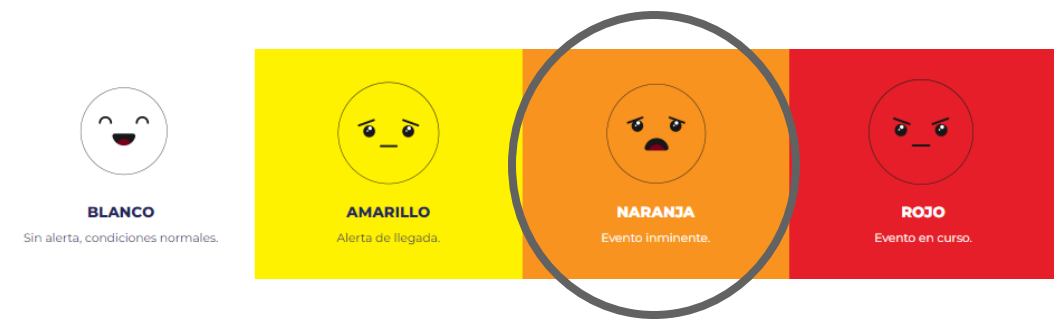 BLANCO
Sin alerta, condiciones normales.
AMARILLO
Alerta de llegada.
NARANJA
Evento inminente.
ROJO
Evento en curso.